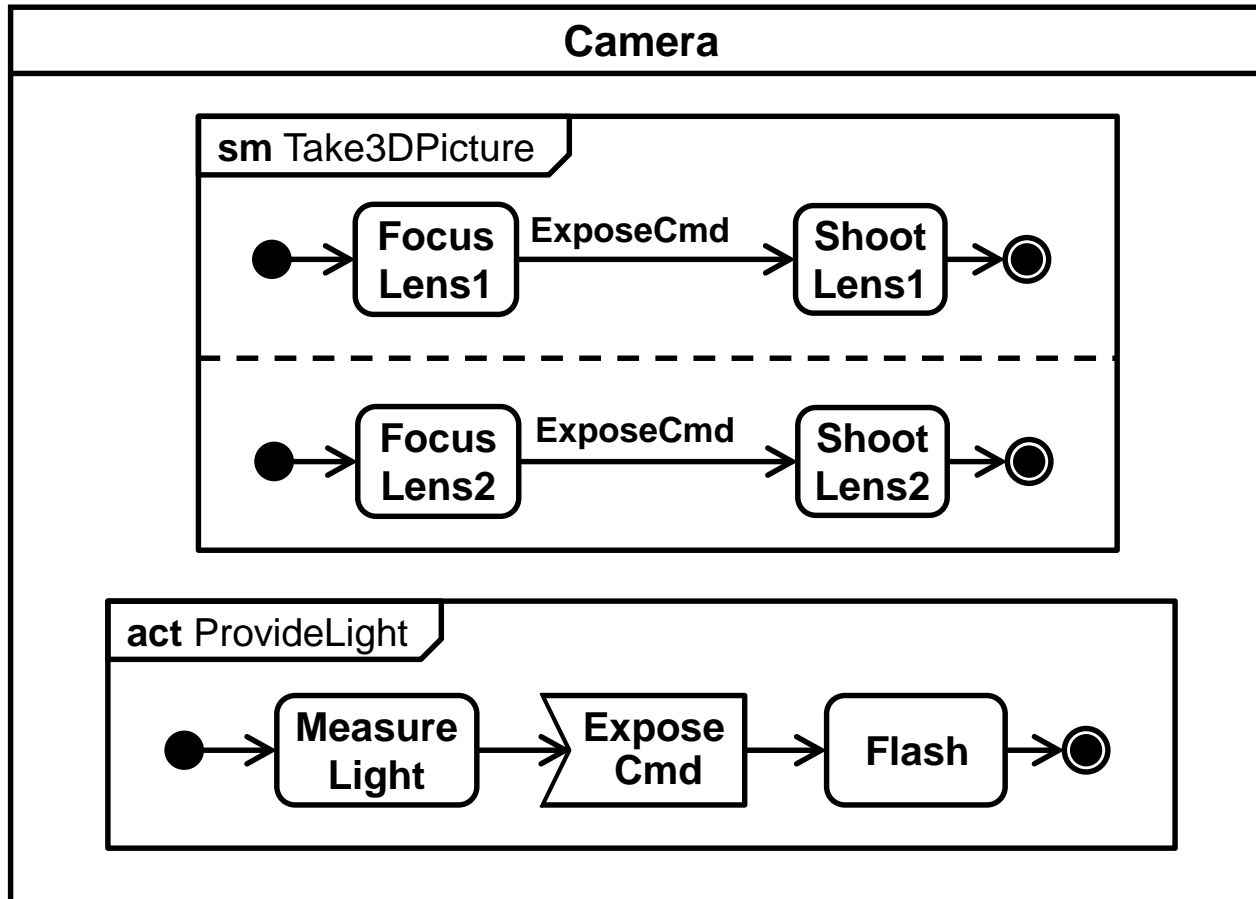 Camera
sm Take3DPicture
Focus
Lens1
ExposeCmd
Shoot
Lens1
Focus
Lens2
ExposeCmd
Shoot
Lens2
act ProvideLight
Measure
Light
Expose
Cmd
Flash